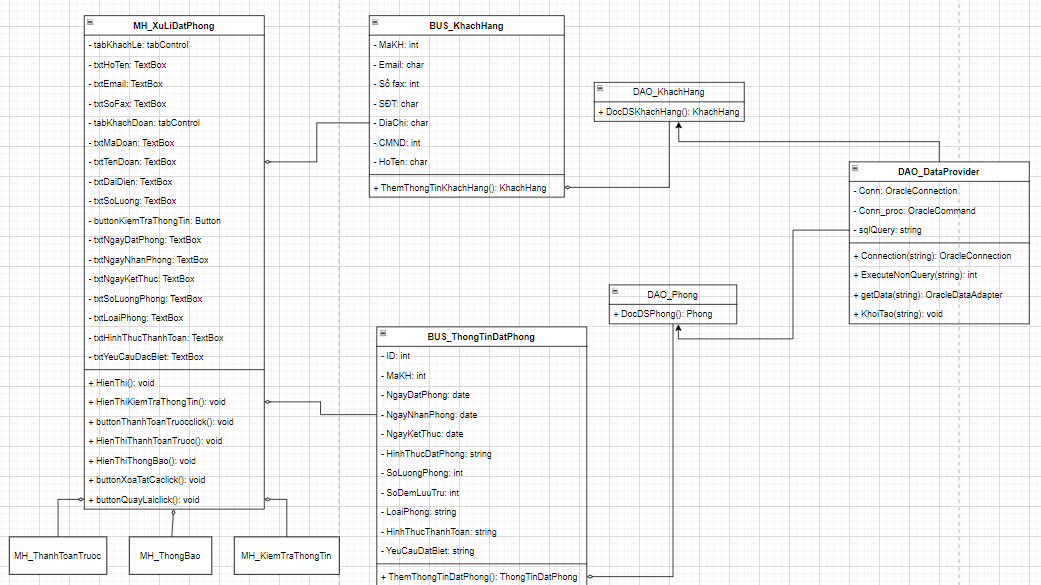 MH_XuLiDatPhong
- tabKhachLe: tabControl
- txtHoTen: TextBox
- txtEmail: TextBox
- txtSoFax: TextBox
- tabKhachDoan: tabControl
- txtMaDoan: TextBox
- txtTenDoan: TextBox
- txtDaiDien: TextBox
- txtSoLuong: TextBox
- buttonKiemTraThongTin: Button
- txtNgayDatPhong: TextBox
- txtNgayNhanPhong: TextBox
- txtNgayKetThuc: TextBox
- txtSoLuongPhong: TextBox
- txtLoaiPhong: TextBox
- txtHinhThucThanhToan: TextBox
- txtYeuCauDacBiet: TextBox
+ HienThi(): void
+ HienThiKiemTraThongTin(): void
+ buttonThanhToanTruocclick(): void
+ HienThiThanhToanTruoc(): void
+ HienThiThongBao(): void
+ buttonXoaTatCaclick(): void
+ buttonQuayLaiclick(): void
MH_ThanhToanTruoc
MH_ThongBao
MH_KiemTraThongTin
BUS_KhachHang
- MaKH: int
- Email: char
- Số fax: int
- SĐT: char
- DiaChi: char
- CMND: int
- HoTen: char
+ ThemThongTinKhachHang(): KhachHang
BUS_ThongTinDatPhong
- ID: int
- MaKH: int
- NgayDatPhong: date
- NgayNhanPhong: date
- NgayKetThuc: date
- HinhThucDatPhong: string
- SoLuongPhong: int
- SoDemLuuTru: int
- LoaiPhong: string
- HinhThucThanhToan: string
- YeuCauDatBiet: string
+ ThemThongTinDatPhong(): ThongTinDatPhong
DAO_KhachHang
+ DocDSKhachHang(): KhachHang
DAO_Phong
+ DocDSPhong(): Phong
DAO_DataProvider
- Conn: OracleConnection
- Conn_proc: OracleCommand
- sqlQuery: string
+ Connection(string): OracleConnection
+ ExecuteNonQuery(string): int
+ getData(string): OracleDataAdapter
+ KhoiTao(string): void